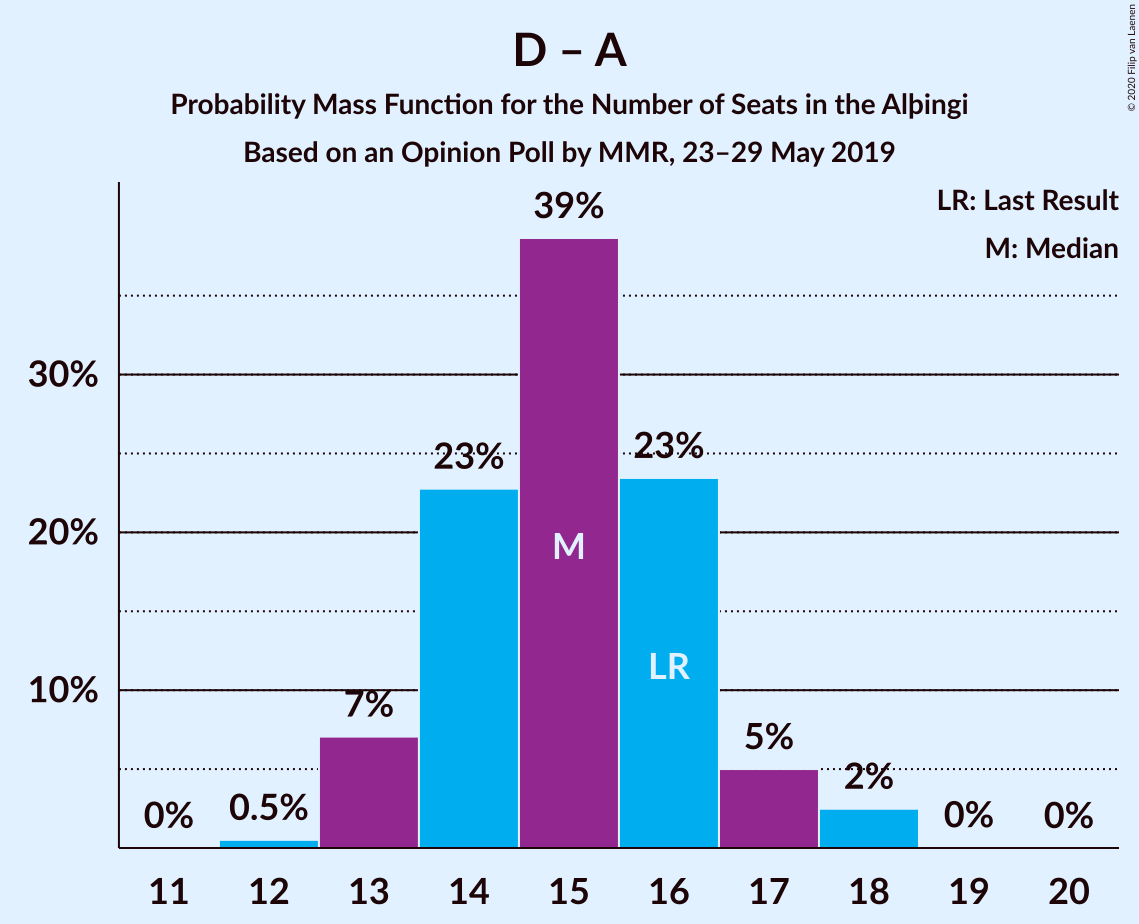 D – A
Probability Mass Function for the Number of Seats in the Alþingi
Based on an Opinion Poll by MMR, 23–29 May 2019
© 2020 Filip van Laenen
LR: Last Result
M: Median
39%
30%
23%
23%
20%
M
LR
10%
7%
5%
2%
0%
0.5%
0%
0%
11
12
13
14
15
16
17
18
19
20